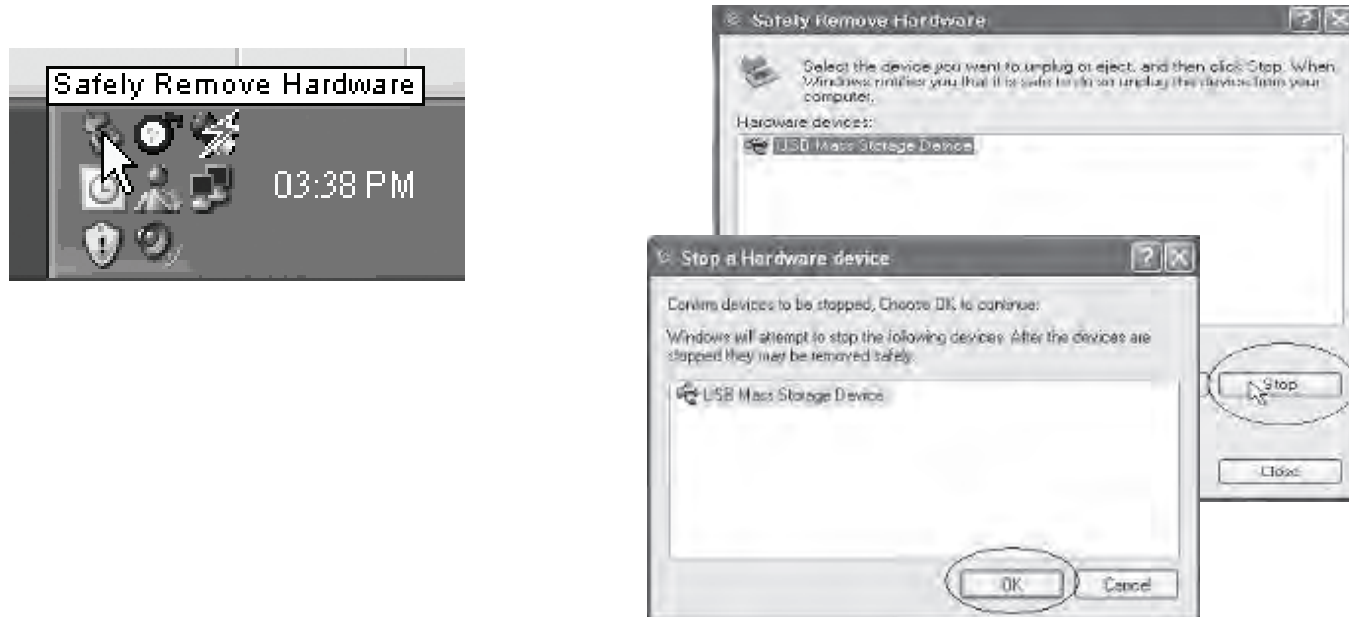 Safely Remove Hardware
03:38 PM
Safely Remove Hardware
Select the device you want to unplug or eject, and then click Stop. When
Windows notifies you that it is safe to do so unplug the device from your
computer.
Hardware devices:
USB Mass Storage Device
Stop
Close
Stop a Hardware device
Confirm devices to be stopped, Choose OK to continue:
Windows will attempt to stop the following devices. After the devices are
stopped they may be removed safely.
USB Mass Storage Device
OK
Cancel